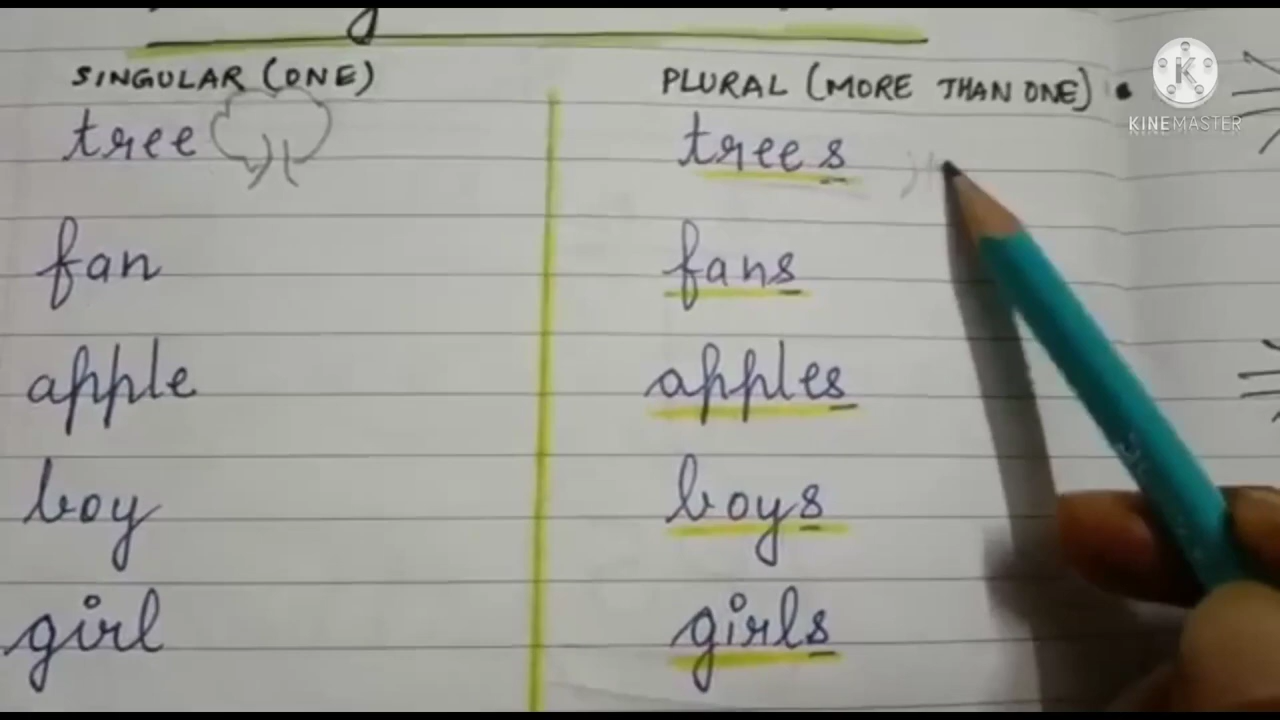 SINGULAR (ONE) PLURAL (MORE THAN ONE)
tree trees
fan fans
apple apples
boy boys
girl girls
K
KINEMASTER